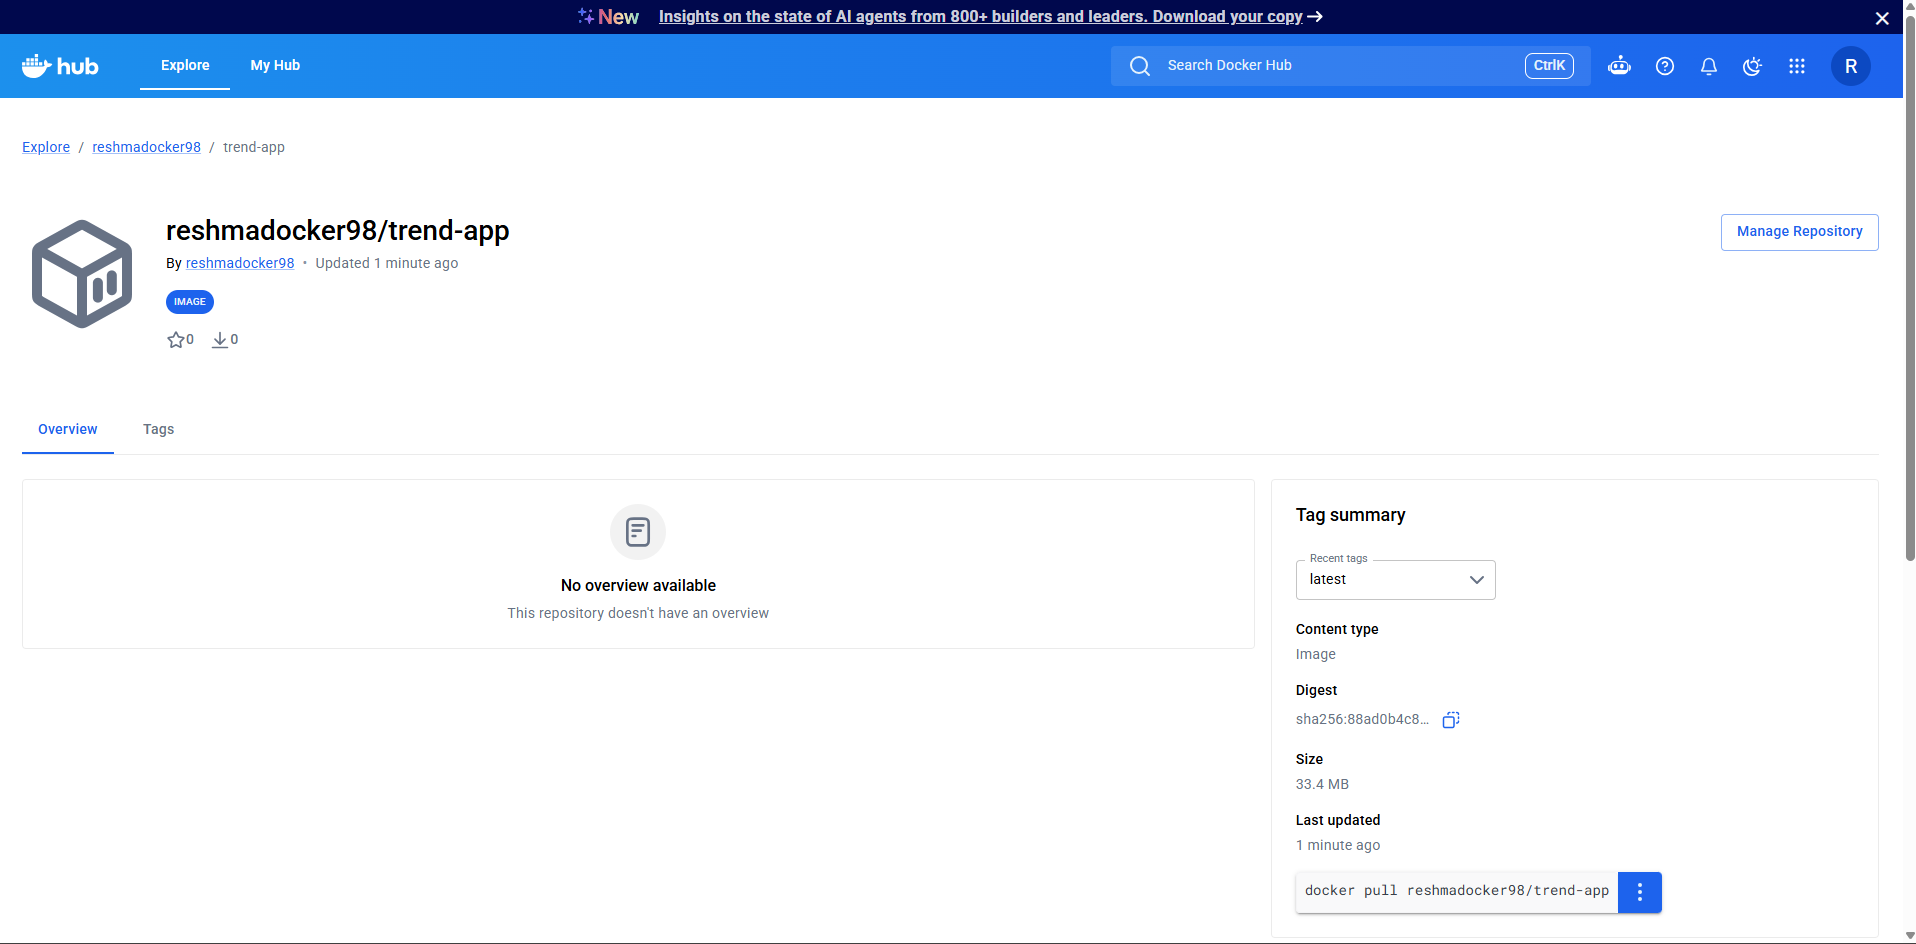 New Insights on the state of AI agents from 800+ builders and leaders. Download your copy →
hub Explore My Hub Search Docker Hub CtrlK R
Explore / reshmadocker98 / trend-app
reshmadocker98/trend-app
Manage Repository
By reshmadocker98 • Updated 1 minute ago
IMAGE
0 0
Overview Tags
No overview available
This repository doesn't have an overview
Tag summary
Recent tags
latest
Content type
Image
Digest
sha256:88ad0b4c8…
Size
33.4 MB
Last updated
1 minute ago
docker pull reshmadocker98/trend-app